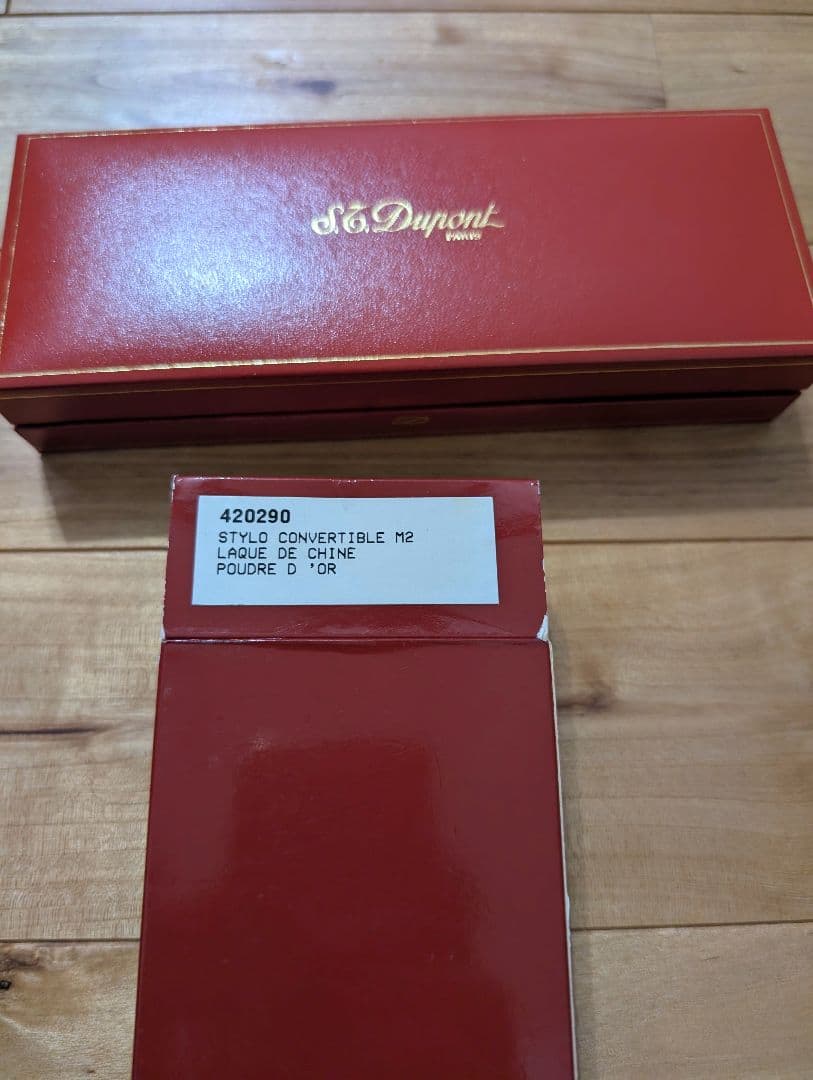 S.T. Dupont
PARIS
420290
STYLO CONVERTIBLE M2
LAQUE DE CHINE
POUDRE D 'OR